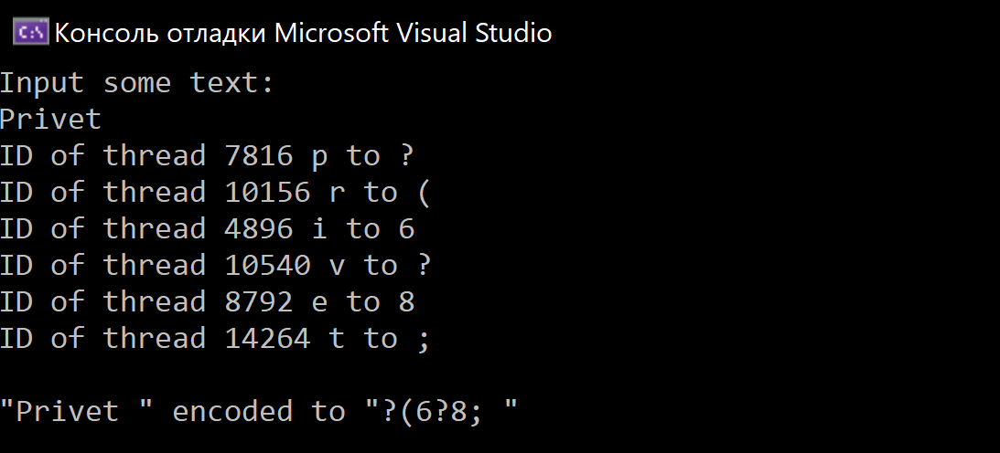 C:\
Консоль отладки Microsoft Visual Studio
Input some text:
Privet
ID of thread 7816 p to ?
ID of thread 10156 r to (
ID of thread 4896 i to 6
ID of thread 10540 v to ?
ID of thread 8792 e to 8
ID of thread 14264 t to ;
"Privet " encoded to "?(6?8; "